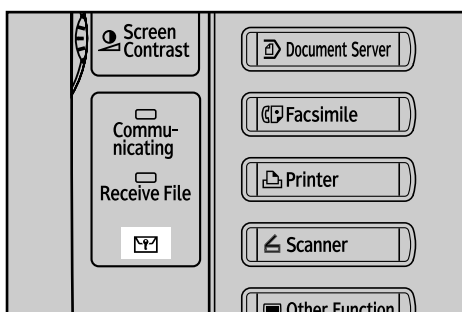 Screen
Contrast
Commu-
nicating
Receive File
Document Server
Facsimile
Printer
Scanner
Other Function